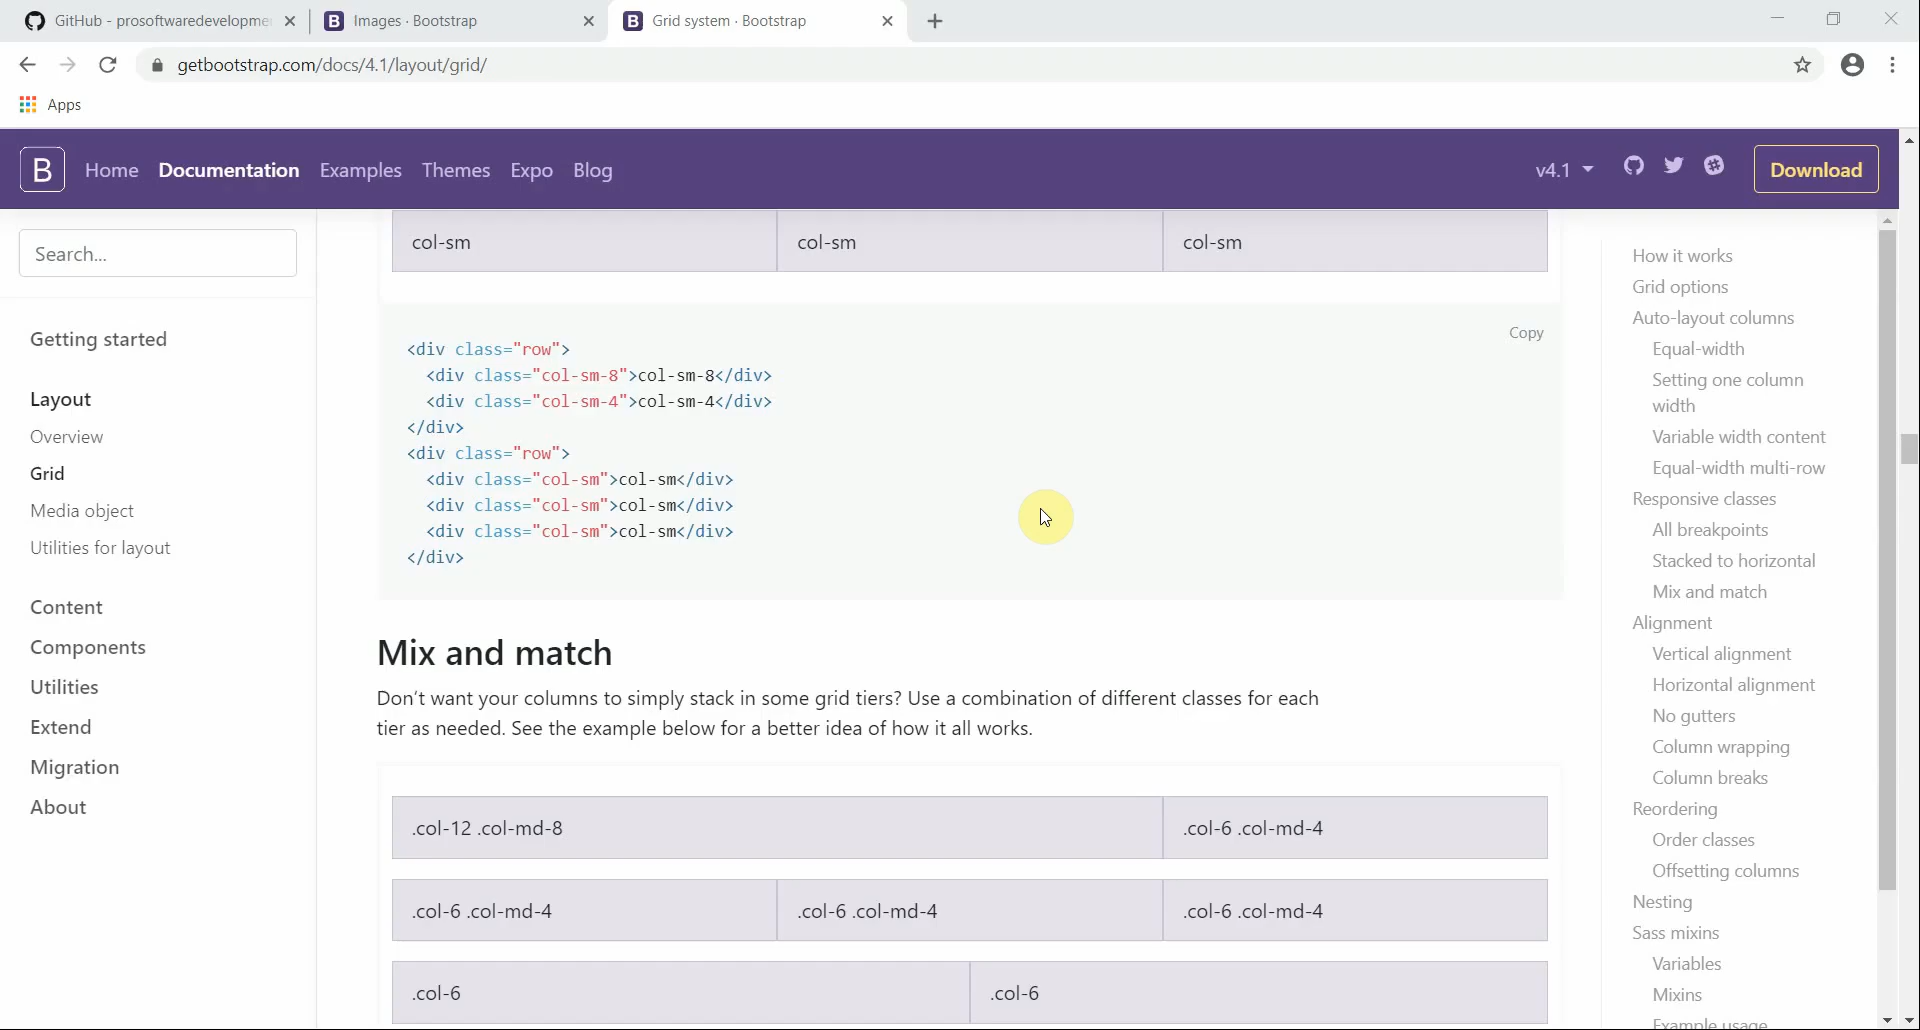 GitHub - prosoftwaredevelopme
Images · Bootstrap
Grid system · Bootstrap
getbootstrap.com/docs/4.1/layout/grid/
Apps
B Home Documentation Examples Themes Expo Blog v4.1 Download
Search...
Getting started
Layout
Overview
Grid
Media object
Utilities for layout
Content
Components
Utilities
Extend
Migration
About
col-sm col-sm col-sm
Copy
<div class="row">
  <div class="col-sm-8">col-sm-8</div>
  <div class="col-sm-4">col-sm-4</div>
</div>
<div class="row">
  <div class="col-sm">col-sm</div>
  <div class="col-sm">col-sm</div>
  <div class="col-sm">col-sm</div>
</div>
Mix and match
Don't want your columns to simply stack in some grid tiers? Use a combination of different classes for each
tier as needed. See the example below for a better idea of how it all works.
.col-12 .col-md-8 .col-6 .col-md-4
.col-6 .col-md-4 .col-6 .col-md-4 .col-6 .col-md-4
.col-6 .col-6
How it works
Grid options
Auto-layout columns
Equal-width
Setting one column
width
Variable width content
Equal-width multi-row
Responsive classes
All breakpoints
Stacked to horizontal
Mix and match
Alignment
Vertical alignment
Horizontal alignment
No gutters
Column wrapping
Column breaks
Reordering
Order classes
Offsetting columns
Nesting
Sass mixins
Variables
Mixins
Example usage